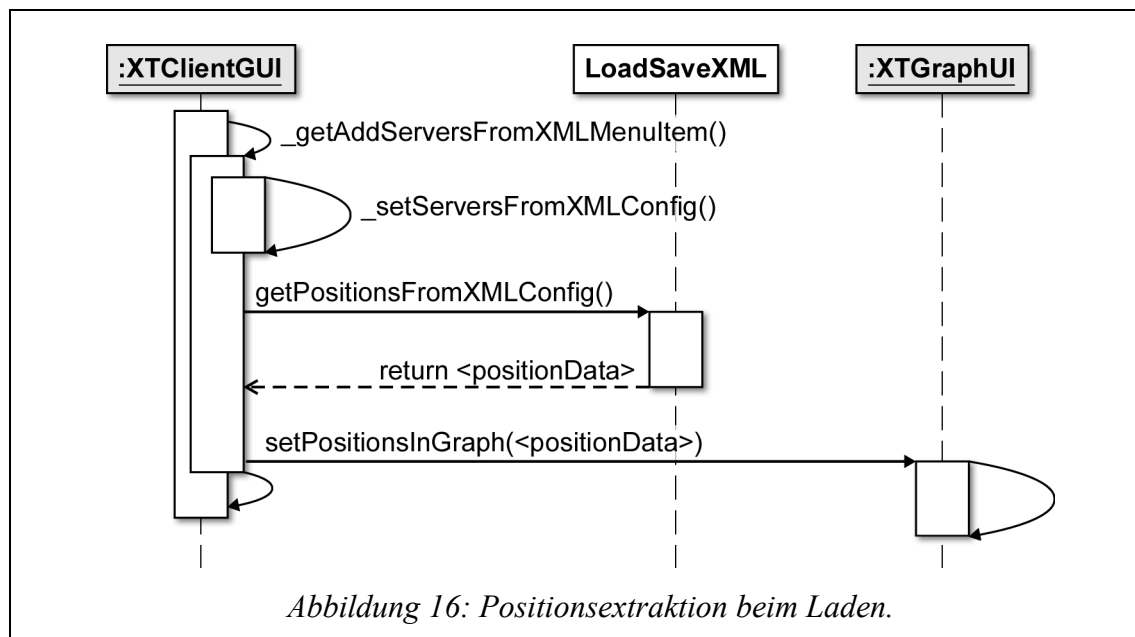 :XTClientGUI
LoadSaveXML
:XTGraphUI
_getAddServersFromXMLMenuItem()
_setServersFromXMLConfig()
getPositionsFromXMLConfig()
return <positionData>
setPositionsInGraph(<positionData>)
Abbildung 16: Positionsextraktion beim Laden.